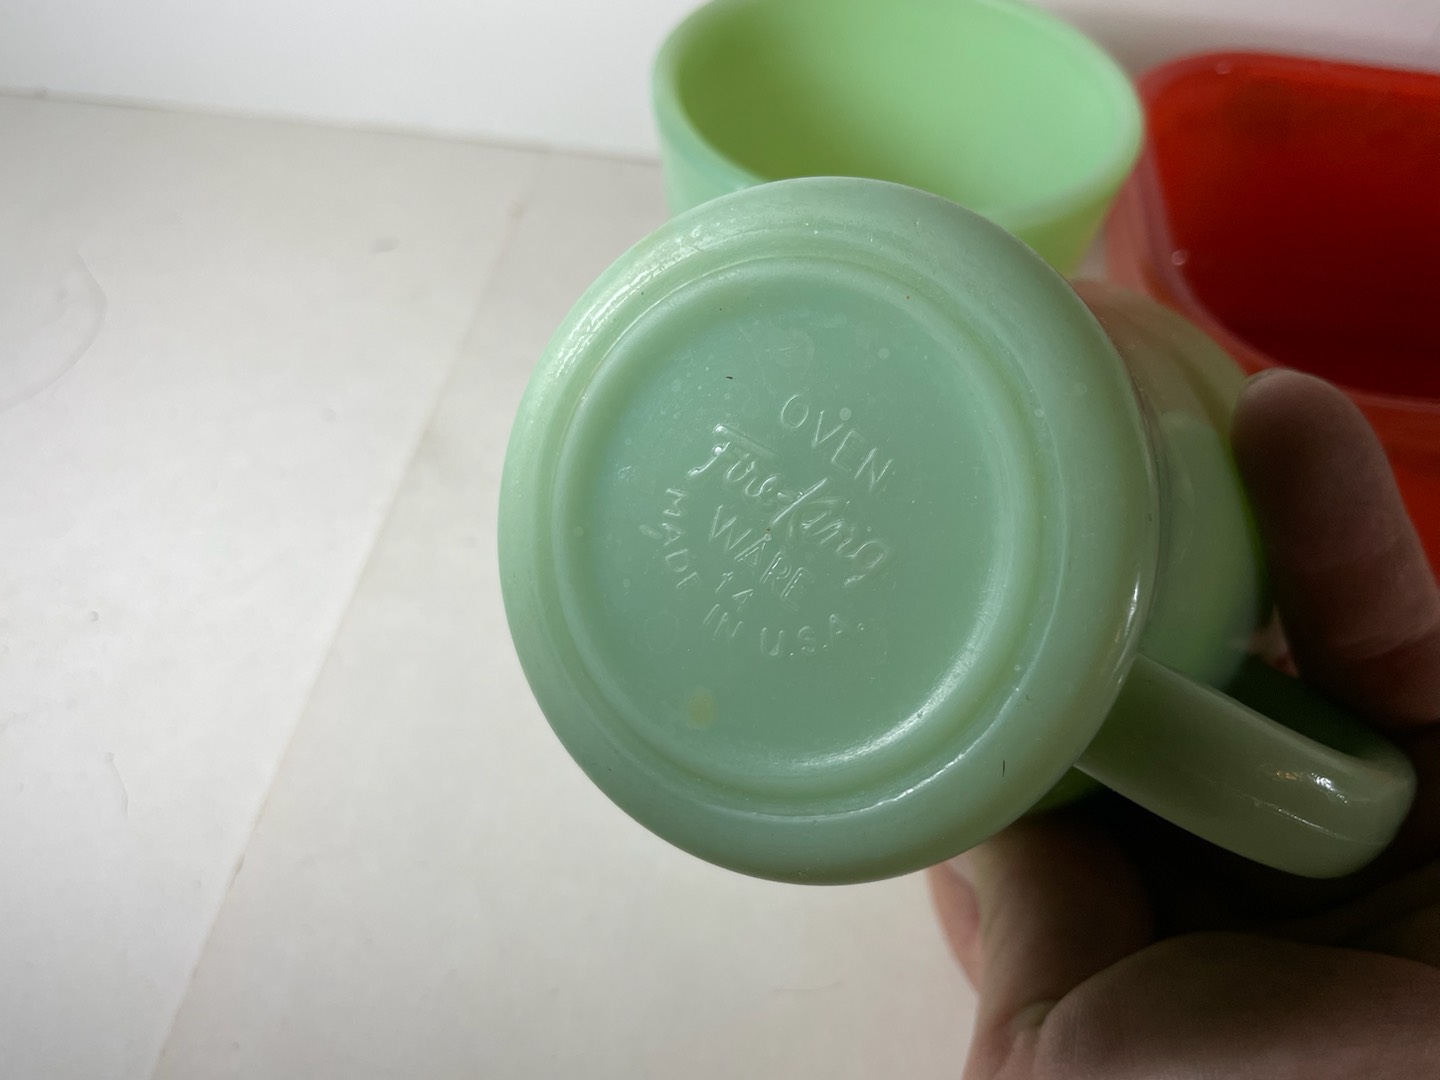 OVEN
Fire-King
WARE
14
MADE IN U.S.A.